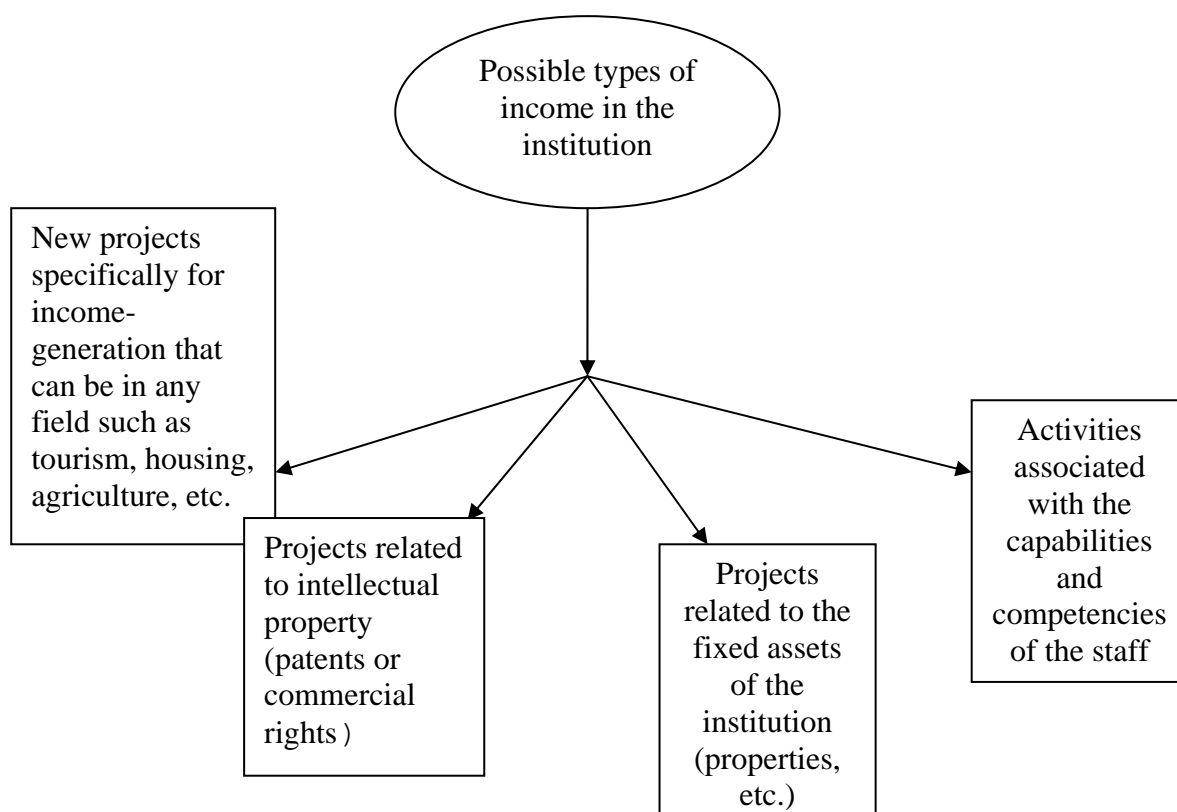 Possible types of
income in the
institution
New projects
specifically for
income-
generation that
can be in any
field such as
tourism, housing,
agriculture, etc.
Projects related
to intellectual
property
(patents or
commercial
rights)
Projects
related to the
fixed assets
of the
institution
(properties,
etc.)
Activities
associated
with the
capabilities
and
competencies
of the staff